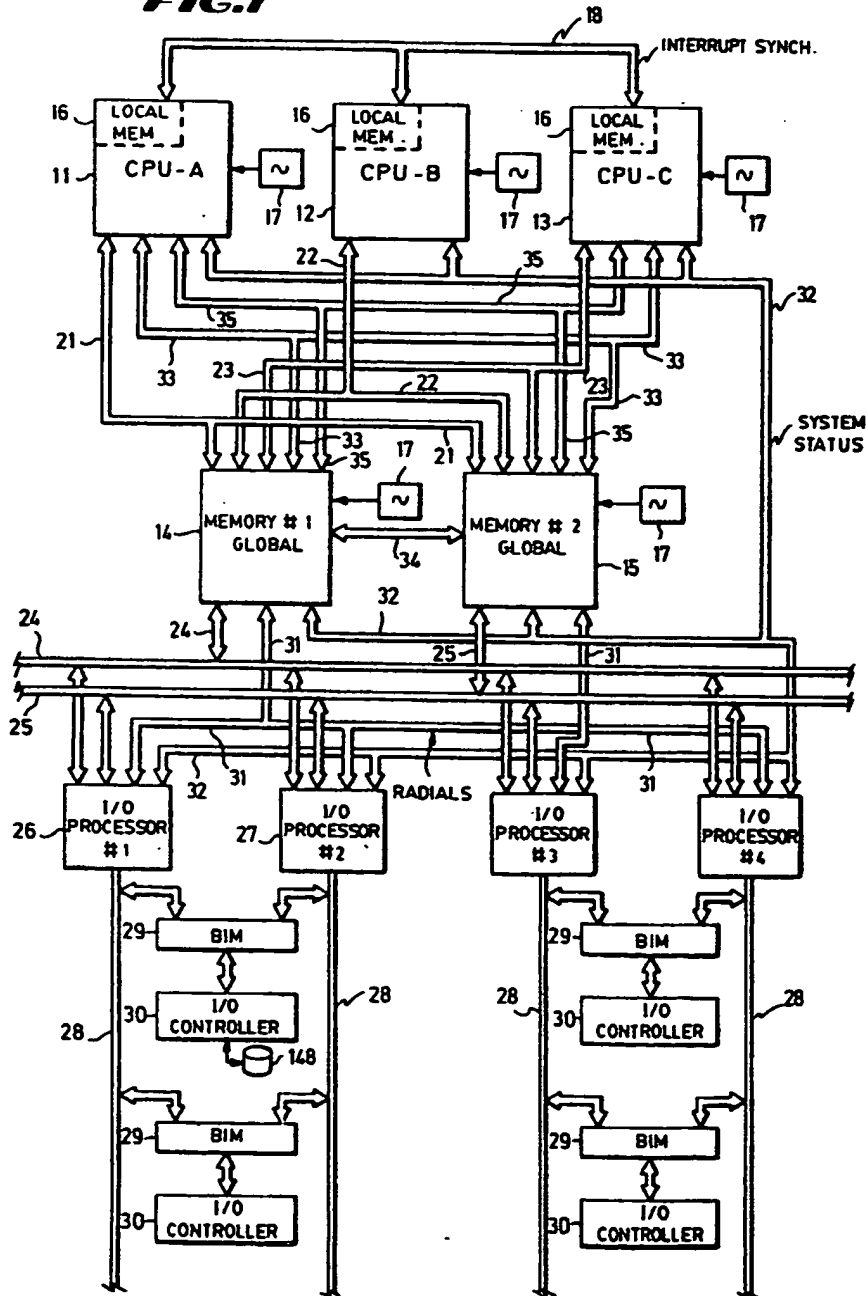 FIG.1
18
INTERRUPT SYNCH.
16 LOCAL MEM
CPU-A
11
17
16 LOCAL MEM.
CPU-B
12
17
16 LOCAL MEM.
CPU-C
13
17
22
35
32
35
21
33
33
23
22
23
33
SYSTEM STATUS
33
35
21
35
17
17
14
MEMORY # 1 GLOBAL
34
MEMORY # 2 GLOBAL
15
24
24
31
32
25
31
25
31
32
RADIALS
31
26
I/O PROCESSOR #1
27
I/O PROCESSOR #2
I/O PROCESSOR #3
I/O PROCESSOR #4
29 BIM
29 BIM
28
30 I/O CONTROLLER
28
28
30 I/O CONTROLLER
28
148
29 BIM
29 BIM
30 I/O CONTROLLER
30 I/O CONTROLLER